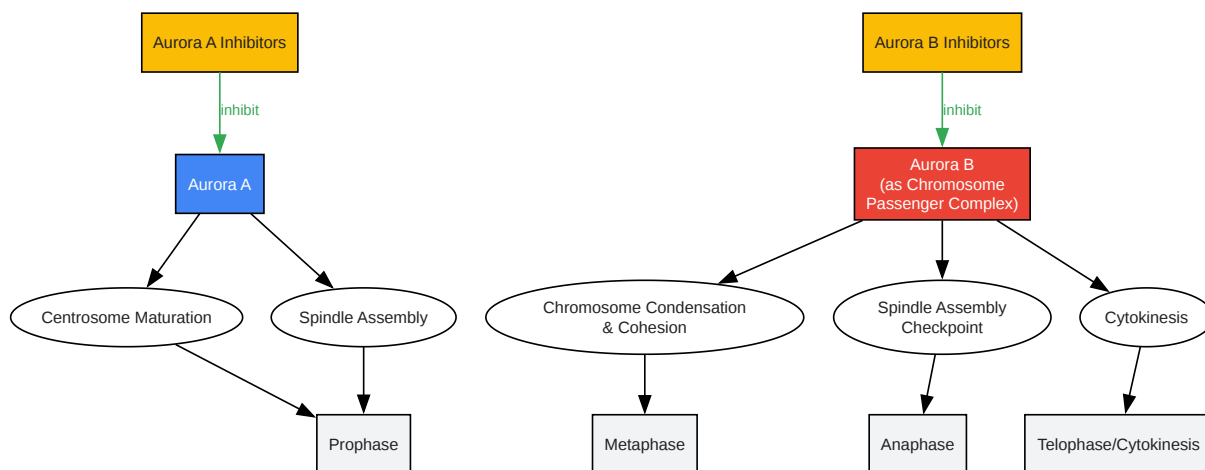 Aurora A Inhibitors
Aurora B Inhibitors
inhibit
inhibit
Aurora A
Aurora B
(as Chromosome
Passenger Complex)
Centrosome Maturation
Spindle Assembly
Chromosome Condensation
& Cohesion
Spindle Assembly
Checkpoint
Cytokinesis
Prophase
Metaphase
Anaphase
Telophase/Cytokinesis